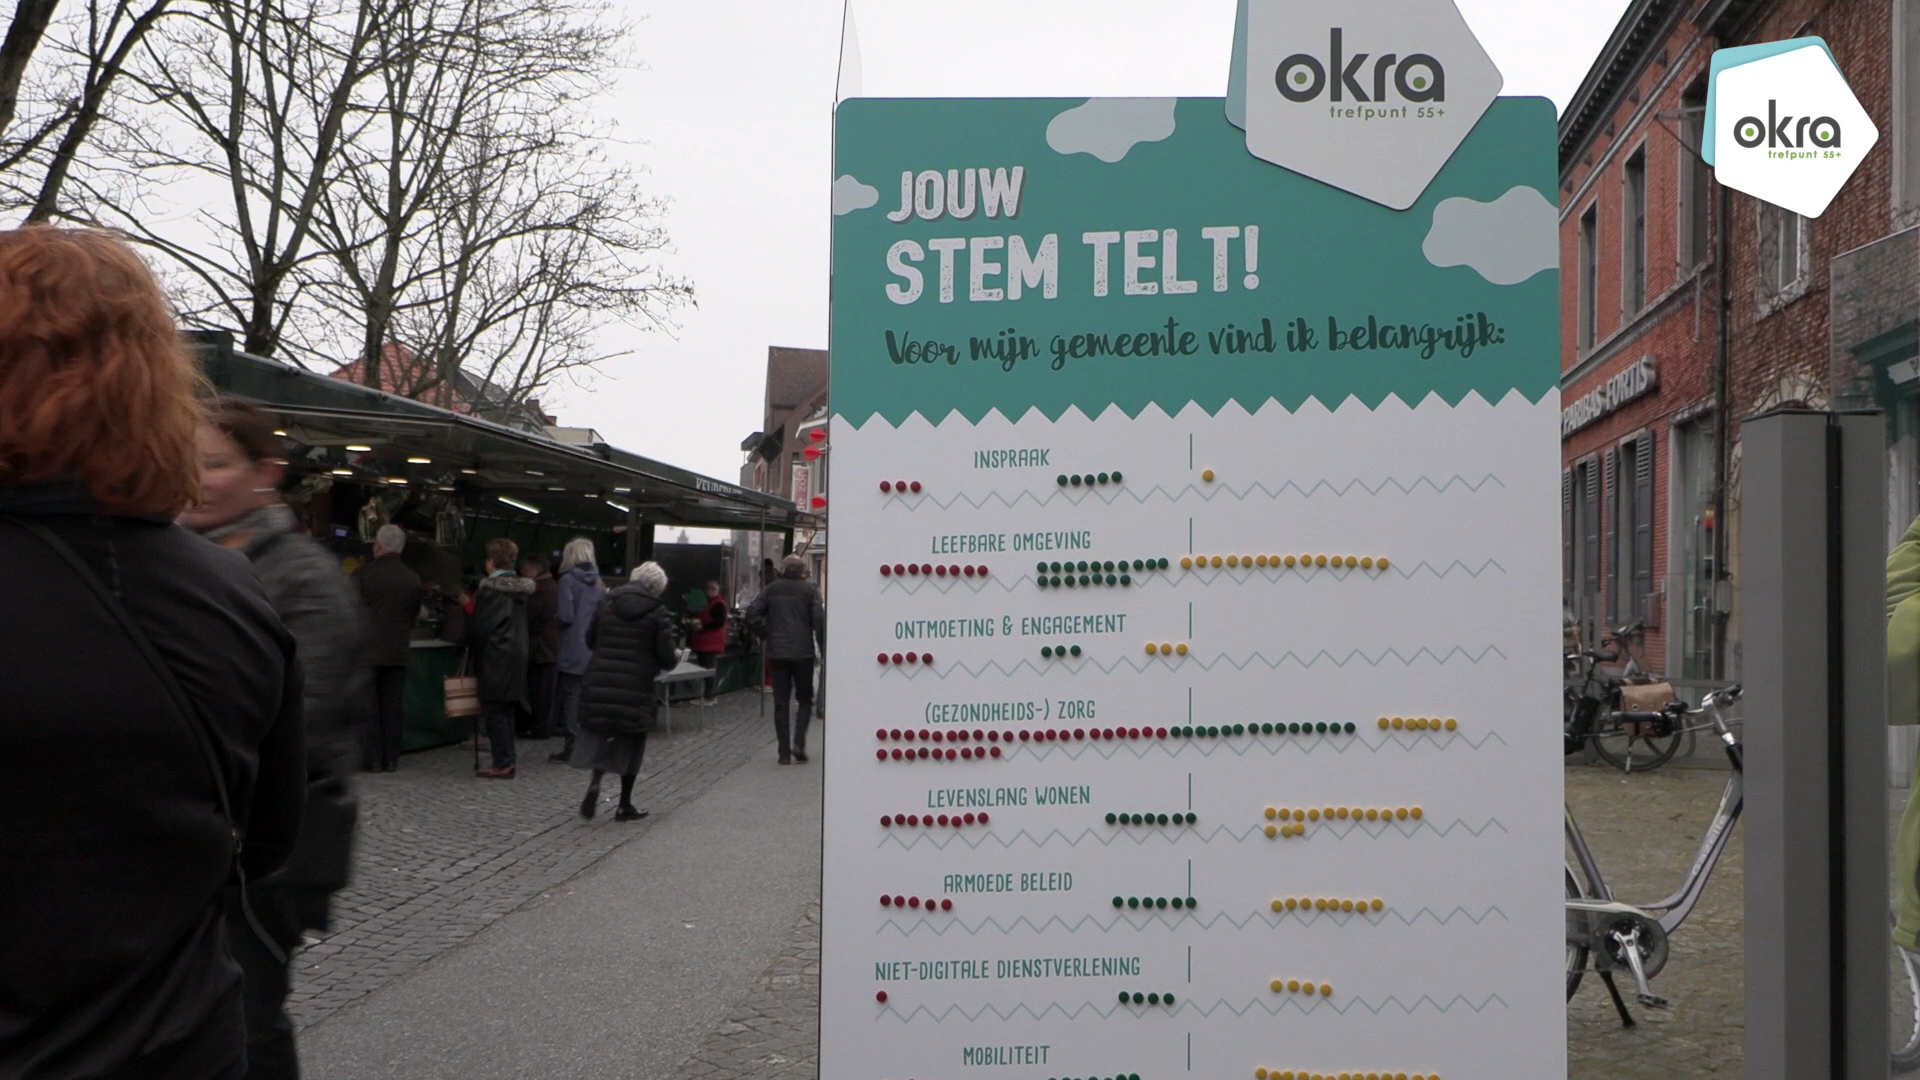 okra
trefpunt 55+
okra
trefpunt 55+
JOUW
STEM TELT!
Voor mijn gemeente vind ik belangrijk:
PARIBAS FORTIS
INSPRAAK
LEEFBARE OMGEVING
ONTMOETING & ENGAGEMENT
(GEZONDHEIDS-) ZORG
LEVENSLANG WONEN
ARMOEDE BELEID
NIET-DIGITALE DIENSTVERLENING
MOBILITEIT